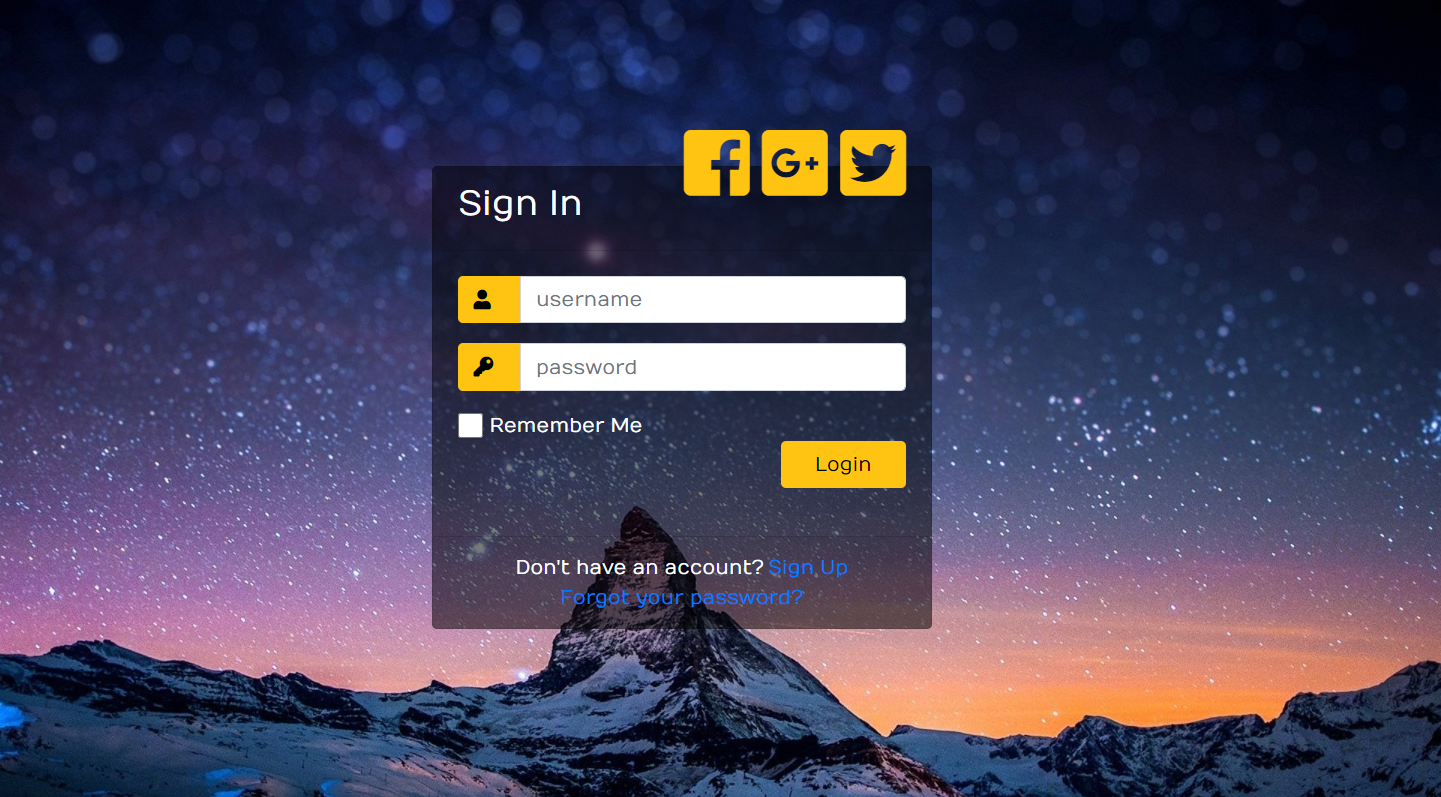 Sign In
username
password
Remember Me
Login
Don't have an account? Sign Up
Forgot your password?